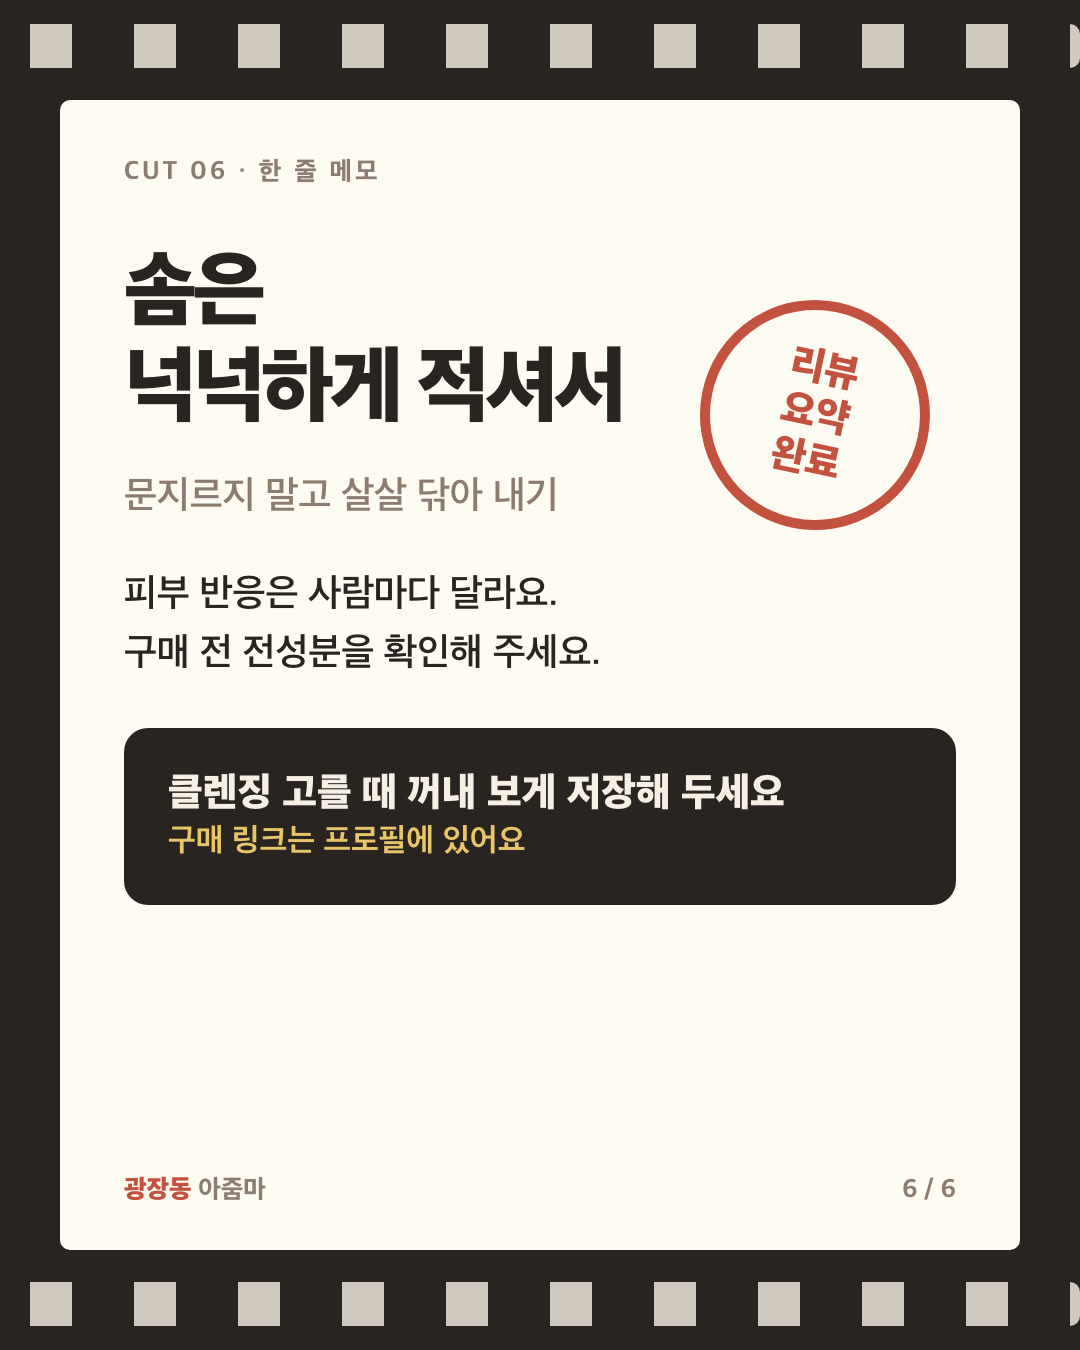 CUT 06 · 한 줄 메모
솜은
넉넉하게 적셔서
리뷰
요약
완료
문지르지 말고 살살 닦아 내기
피부 반응은 사람마다 달라요.
구매 전 전성분을 확인해 주세요.
클렌징 고를 때 꺼내 보게 저장해 두세요
구매 링크는 프로필에 있어요
광장동 아줌마
6 / 6